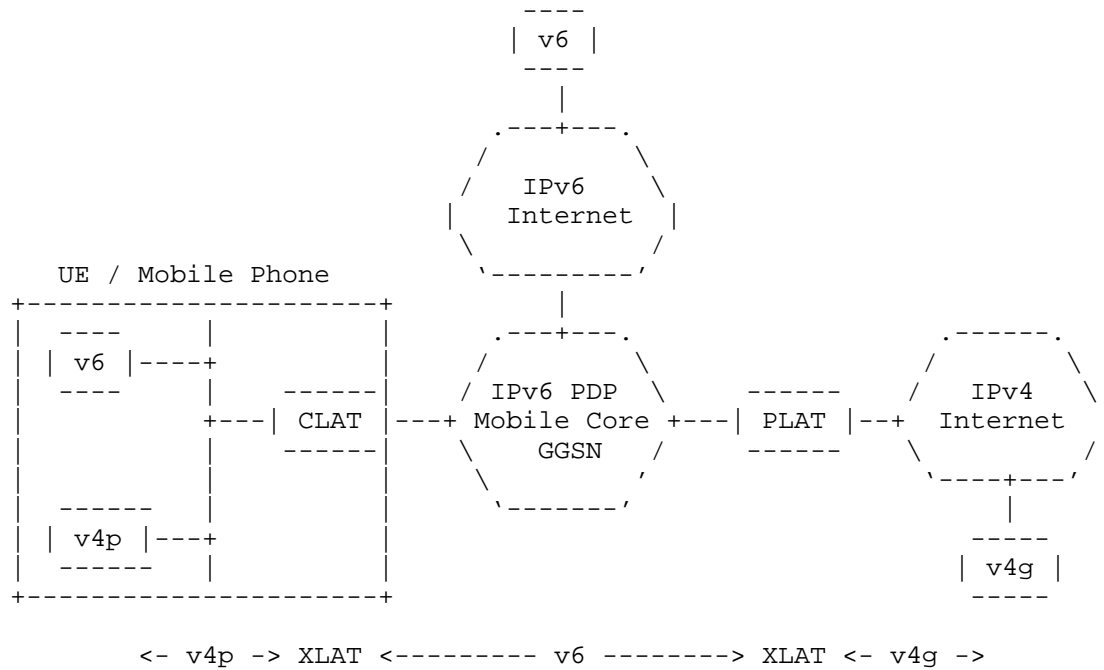 v6
IPv6
Internet
UE / Mobile Phone
v6
IPv6 PDP
IPv4
CLAT
Mobile Core
PLAT
Internet
GGSN
v4p
v4g
<- v4p -> XLAT <--------- v6 --------> XLAT <- v4g ->